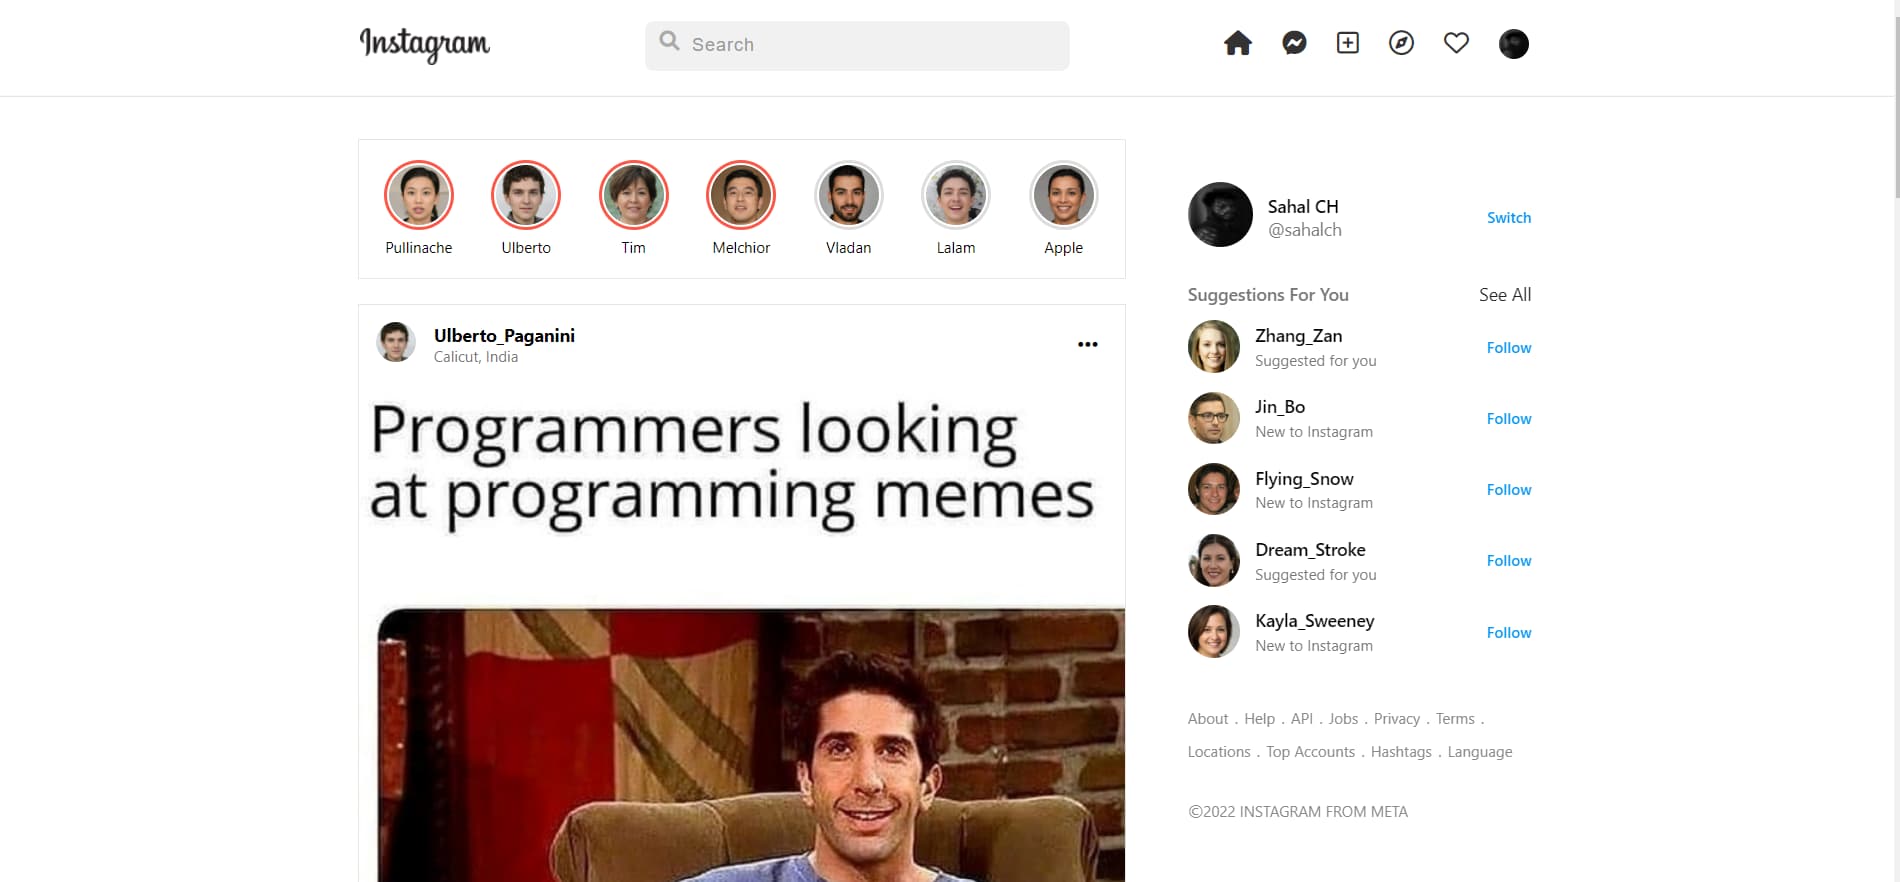 Instagram
Search
Pullinache
Ulberto
Tim
Melchior
Vladan
Lalam
Apple
Ulberto_Paganini
Calicut, India
Programmers looking
at programming memes
Sahal CH
@sahalch
Switch
Suggestions For You
See All
Zhang_Zan
Suggested for you
Follow
Jin_Bo
New to Instagram
Follow
Flying_Snow
New to Instagram
Follow
Dream_Stroke
Suggested for you
Follow
Kayla_Sweeney
New to Instagram
Follow
About . Help . API . Jobs . Privacy . Terms .
Locations . Top Accounts . Hashtags . Language
©2022 INSTAGRAM FROM META